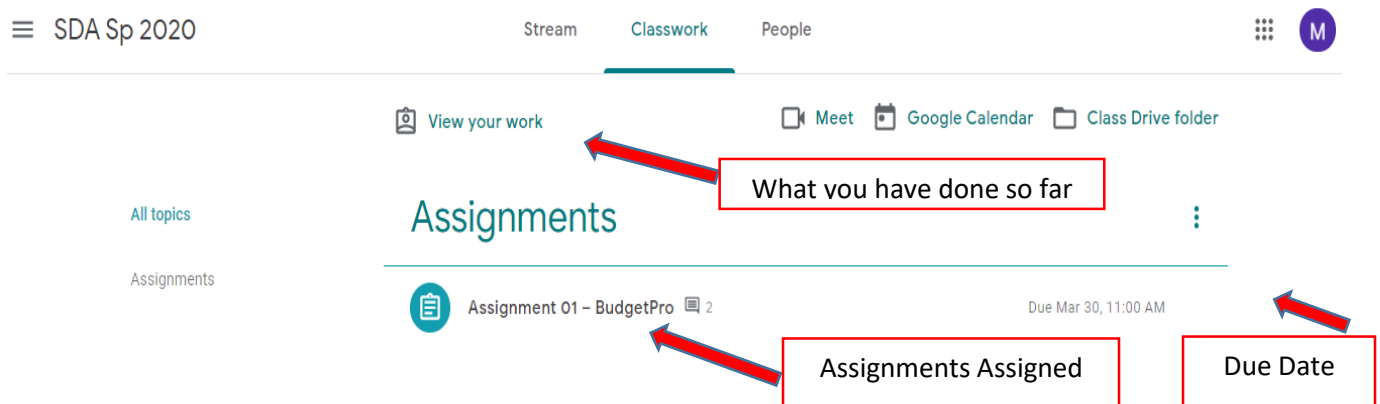 SDA Sp 2020
Stream Classwork People
M
View your work
Meet Google Calendar Class Drive folder
What you have done so far
All topics
Assignments
Assignments
Assignment 01 – BudgetPro 2
Due Mar 30, 11:00 AM
Assignments Assigned
Due Date